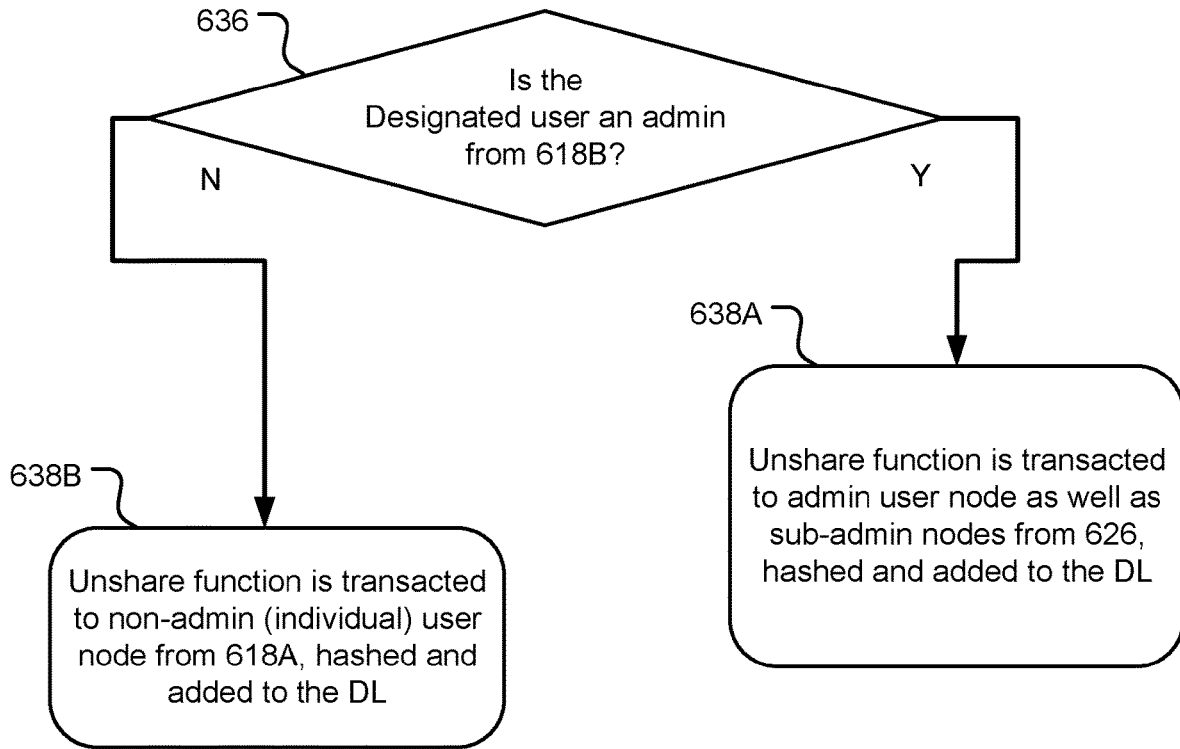 636
Is the
Designated user an admin
from 618B?
N
Y
638A
Unshare function is transacted
to admin user node as well as
sub-admin nodes from 626,
hashed and added to the DL
638B
Unshare function is transacted
to non-admin (individual) user
node from 618A, hashed and
added to the DL